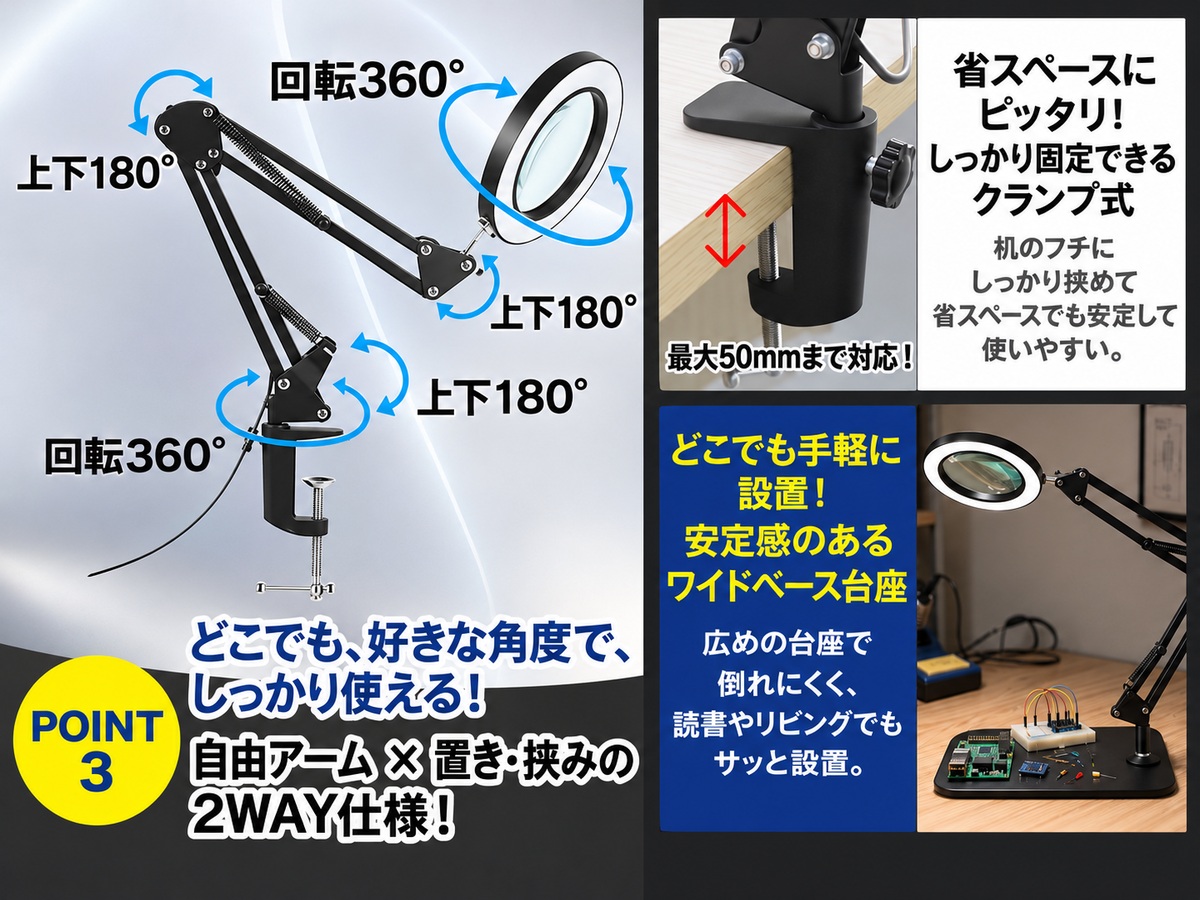 回転360°
上下180°
上下180°
上下180°
回転360°
POINT
3
どこでも、好きな角度で、
しっかり使える！
自由アーム × 置き・挟みの
2WAY仕様！
最大50mmまで対応！
省スペースに
ピッタリ！
しっかり固定できる
クランプ式
机のフチに
しっかり挟めて
省スペースでも安定して
使いやすい。
どこでも手軽に
設置！
安定感のある
ワイドベース台座
広めの台座で
倒れにくく、
読書やリビングでも
サッと設置。